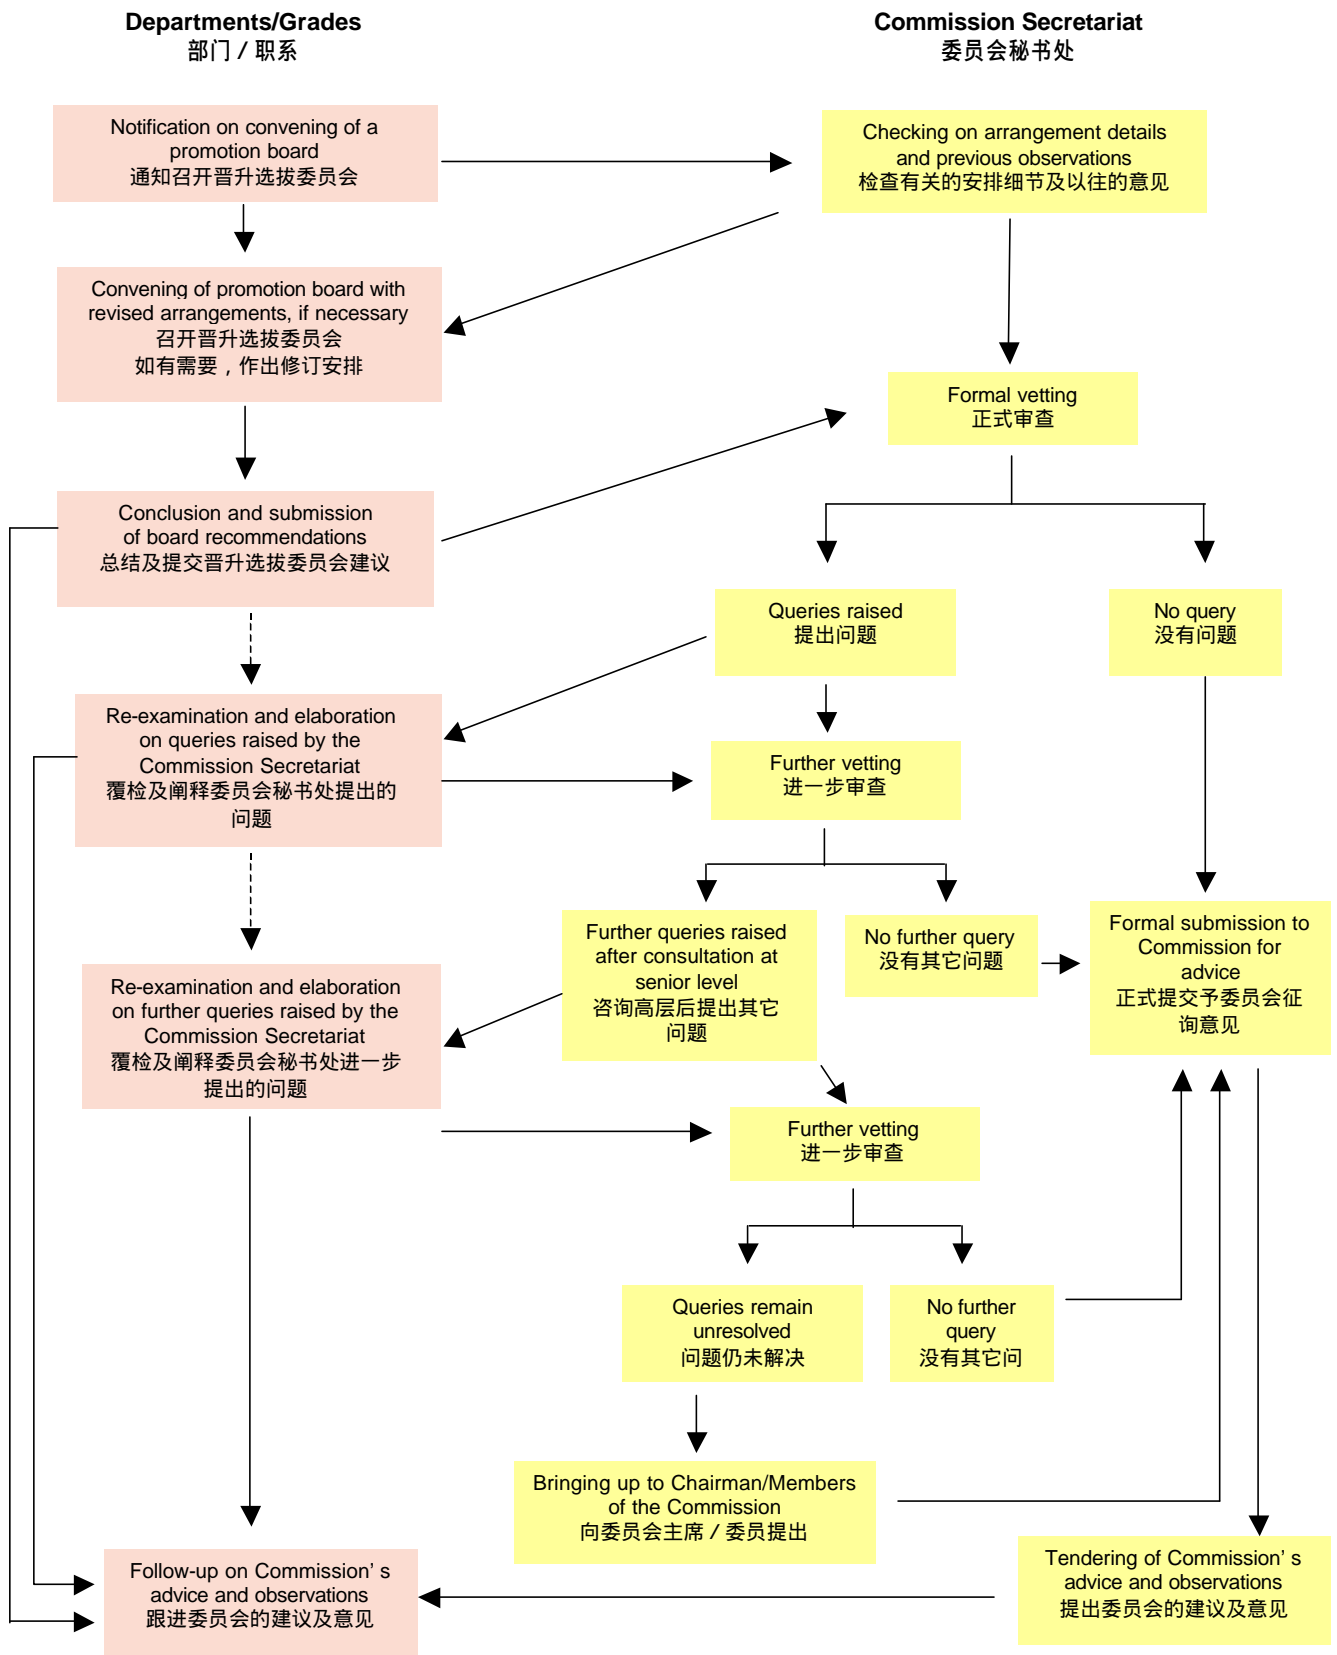 Departments/Grades
部门 / 职系
Commission Secretariat
委员会秘书处
Notification on convening of a
promotion board
通知召开晋升选拔委员会
Checking on arrangement details
and previous observations
检查有关的安排细节及以往的意见
Convening of promotion board with
revised arrangements, if necessary
召开晋升选拔委员会
如有需要，作出修订安排
Formal vetting
正式审查
Conclusion and submission
of board recommendations
总结及提交晋升选拔委员会建议
Queries raised
提出问题
No query
没有问题
Re-examination and elaboration
on queries raised by the
Commission Secretariat
覆检及阐释委员会秘书处提出的
问题
Further vetting
进一步审查
Further queries raised
after consultation at
senior level
咨询高层后提出其它
问题
No further query
没有其它问题
Formal submission to
Commission for
advice
正式提交予委员会征
询意见
Re-examination and elaboration
on further queries raised by the
Commission Secretariat
覆检及阐释委员会秘书处进一步
提出的问题
Further vetting
进一步审查
Queries remain
unresolved
问题仍未解决
No further
query
没有其它问
Bringing up to Chairman/Members
of the Commission
向委员会主席 / 委员提出
Follow-up on Commission' s
advice and observations
跟进委员会的建议及意见
Tendering of Commission' s
advice and observations
提出委员会的建议及意见